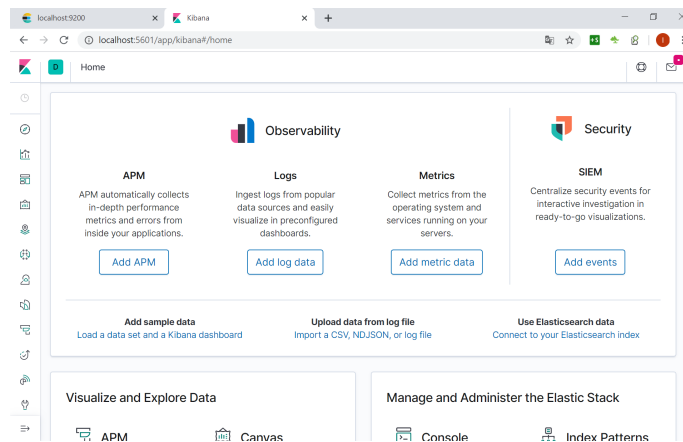 localhost:9200
Kibana
localhost:5601/app/kibana#/home
D
Home
Observability
Security
APM
Logs
Metrics
SIEM
APM automatically collects
in-depth performance
metrics and errors from
inside your applications.
Ingest logs from popular
data sources and easily
visualize in preconfigured
dashboards.
Collect metrics from the
operating system and
services running on your
servers.
Centralize security events for
interactive investigation in
ready-to-go visualizations.
Add APM
Add log data
Add metric data
Add events
Add sample data
Load a data set and a Kibana dashboard
Upload data from log file
Import a CSV, NDJSON, or log file
Use Elasticsearch data
Connect to your Elasticsearch index
Visualize and Explore Data
Manage and Administer the Elastic Stack
APM
Canvas
Console
Index Patterns